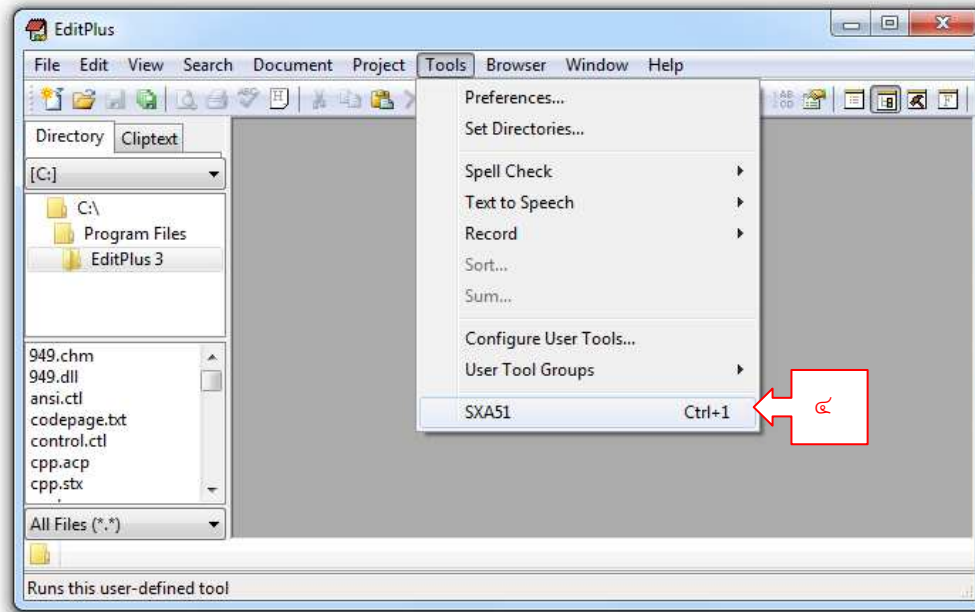 EditPlus
File Edit View Search Document Project Tools Browser Window Help
Directory Cliptext
[C:]
C:\
Program Files
EditPlus 3
949.chm
949.dll
ansi.ctl
codepage.txt
control.ctl
cpp.acp
cpp.stx
All Files (*.*)
Preferences...
Set Directories...
Spell Check
Text to Speech
Record
Sort...
Sum...
Configure User Tools...
User Tool Groups
SXA51 Ctrl+1
๔
Runs this user-defined tool